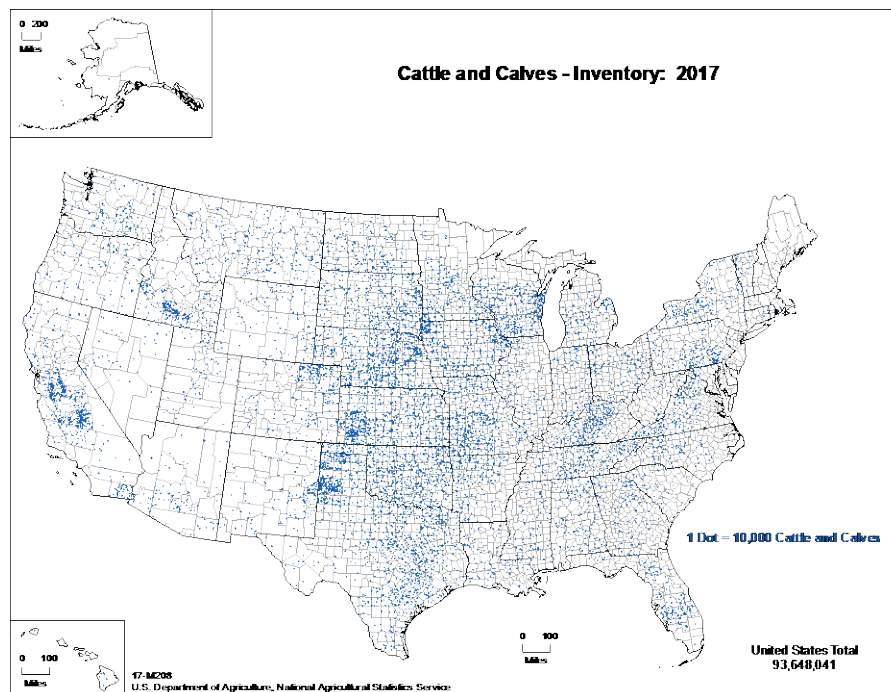 0 200
Miles
Cattle and Calves - Inventory: 2017
1 Dot = 10,000 Cattle and Calves
0 100
Miles
0 100
Miles
United States Total
93,648,041
17-M208
U.S. Department of Agriculture, National Agricultural Statistics Service